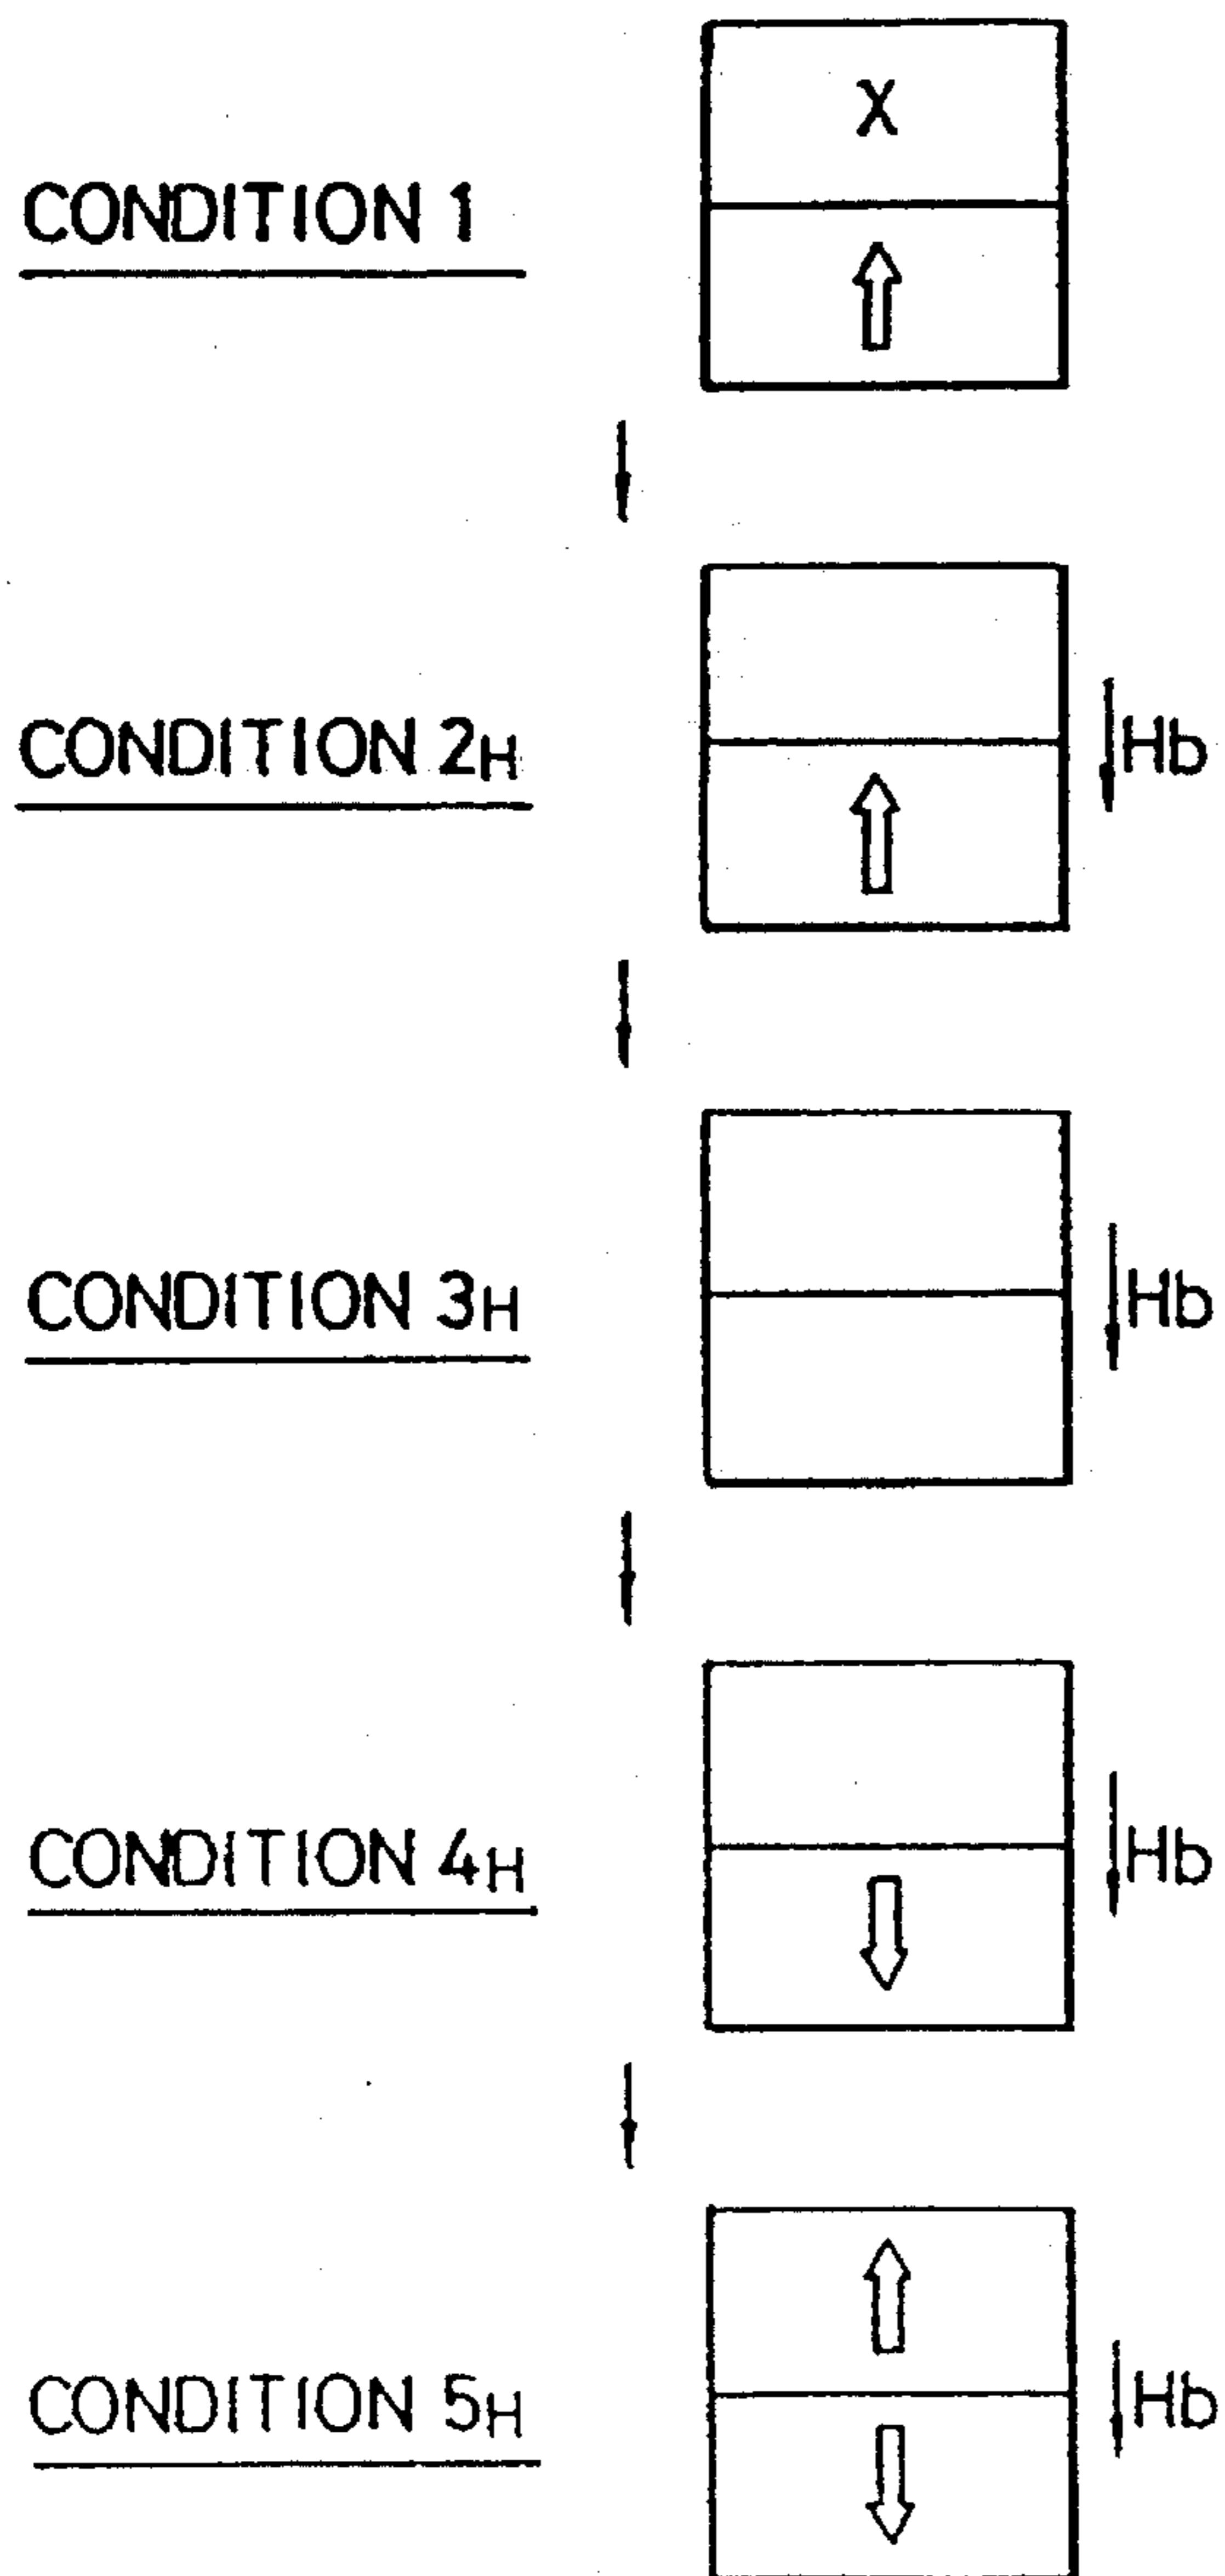 X
CONDITION 1
CONDITION 2H
Hb
CONDITION 3H
Hb
CONDITION 4H
Hb
CONDITION 5H
Hb